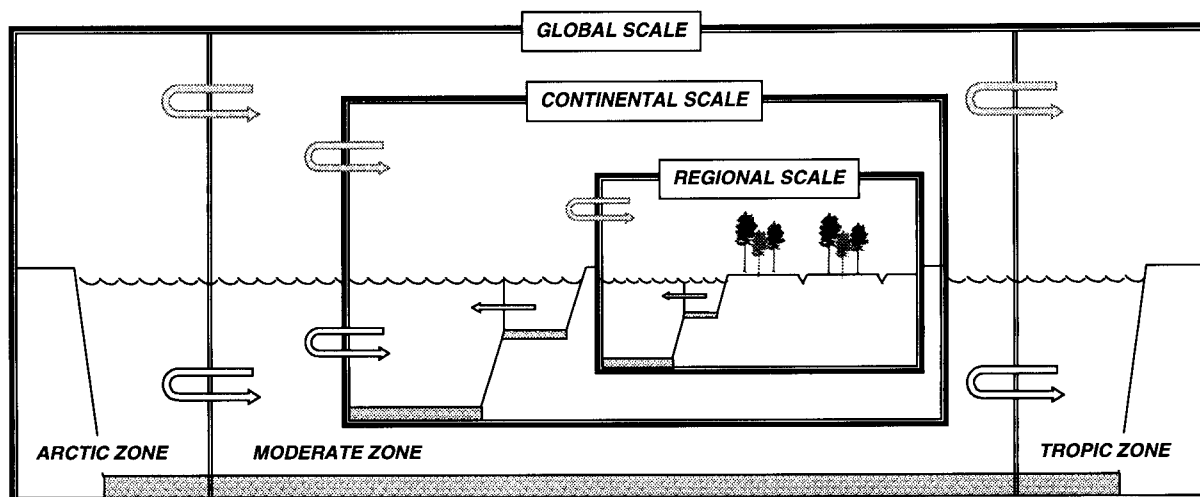 GLOBAL SCALE
CONTINENTAL SCALE
REGIONAL SCALE
ARCTIC ZONE
MODERATE ZONE
TROPIC ZONE